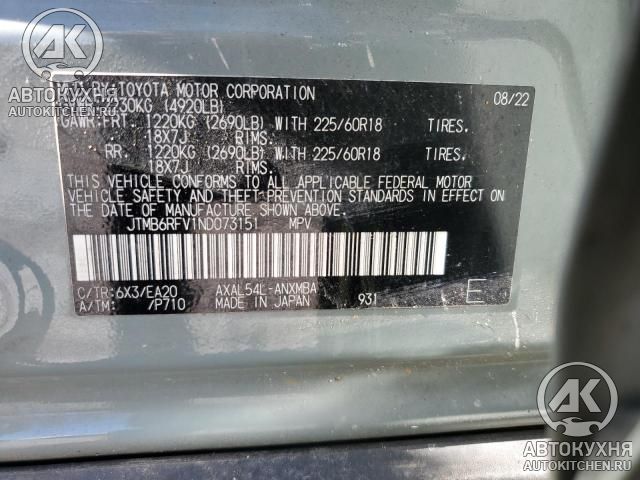 АК
АВТОКУХНЯ
AUTOKITCHEN.RU
TOYOTA MOTOR CORPORATION 08/22
(4920LB)
GAWR:FRT 1220KG (2690LB) WITH 225/60R18 TIRES.
18X7J RIMS.
RR 1220KG (2690LB) WITH 225/60R18 TIRES.
18X7J RIMS.
THIS VEHICLE CONFORMS TO ALL APPLICABLE FEDERAL MOTOR
VEHICLE SAFETY AND THEFT PREVENTION STANDARDS IN EFFECT ON
THE DATE OF MANUFACTURE SHOWN ABOVE.
JTMB6RFV1ND073151 MPV
C/TR:6X3/EA20 AXAL54L-ANXMBA 931 E
A/TM: /P710 MADE IN JAPAN
АК
АВТОКУХНЯ
AUTOKITCHEN.RU